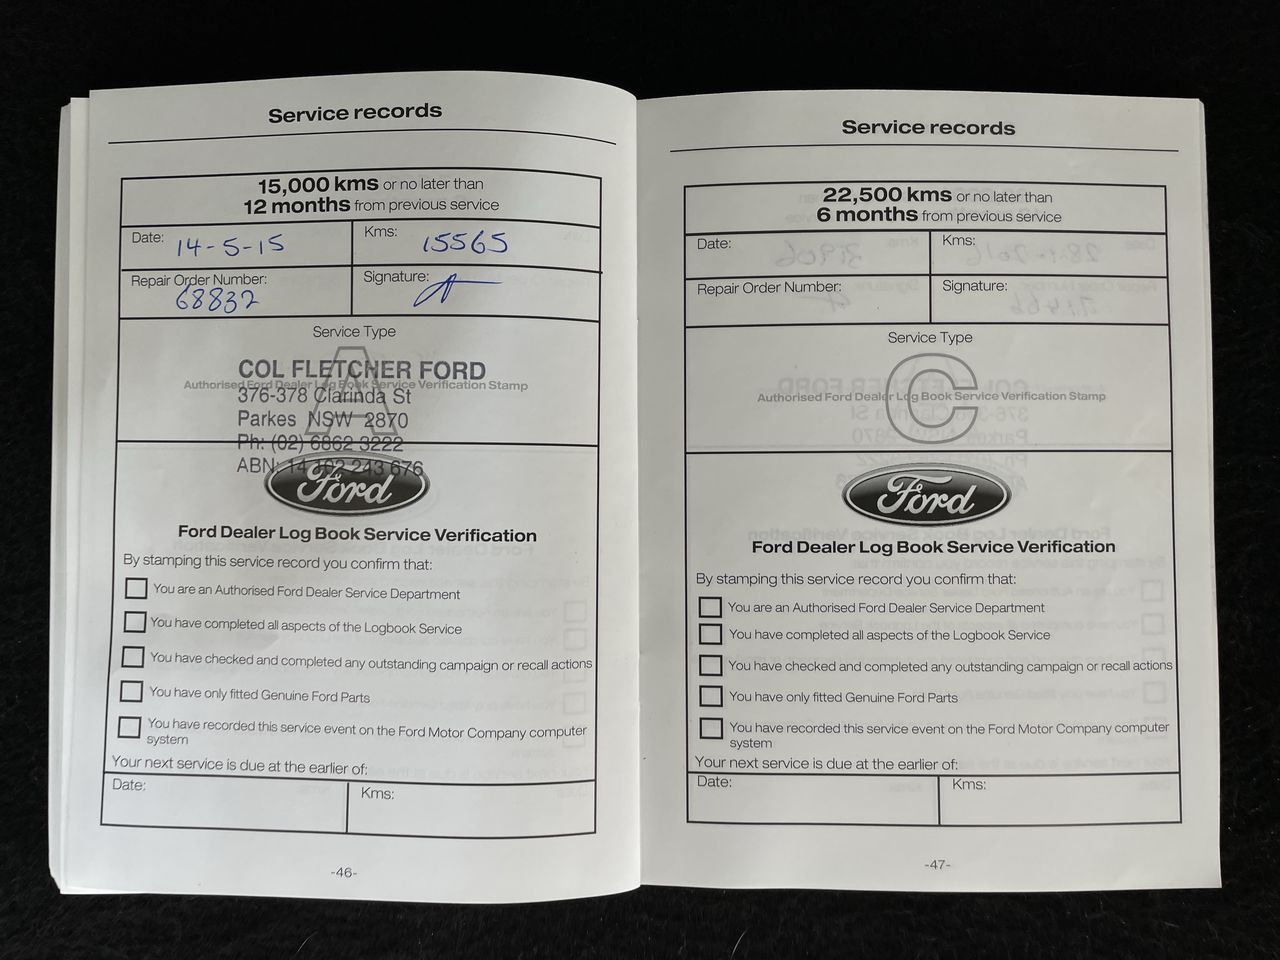 Service records
15,000 kms or no later than
12 months from previous service
Date: 14-5-15
Kms: 15565
Repair Order Number:
68832
Signature:
Service Type
A
Authorised Ford Dealer Log Book Service Verification Stamp
COL FLETCHER FORD
376-378 Clarinda St
Parkes NSW 2870
Ph: (02) 6862 3222
ABN: 14 102 243 676
Ford
Ford Dealer Log Book Service Verification
By stamping this service record you confirm that:
You are an Authorised Ford Dealer Service Department
You have completed all aspects of the Logbook Service
You have checked and completed any outstanding campaign or recall actions
You have only fitted Genuine Ford Parts
You have recorded this service event on the Ford Motor Company computer
system
Your next service is due at the earlier of:
Date:
Kms:
-46-
Service records
22,500 kms or no later than
6 months from previous service
Date:
Kms:
Repair Order Number:
Signature:
Service Type
C
Authorised Ford Dealer Log Book Service Verification Stamp
Ford
Ford Dealer Log Book Service Verification
By stamping this service record you confirm that:
You are an Authorised Ford Dealer Service Department
You have completed all aspects of the Logbook Service
You have checked and completed any outstanding campaign or recall actions
You have only fitted Genuine Ford Parts
You have recorded this service event on the Ford Motor Company computer
system
Your next service is due at the earlier of:
Date:
Kms:
-47-